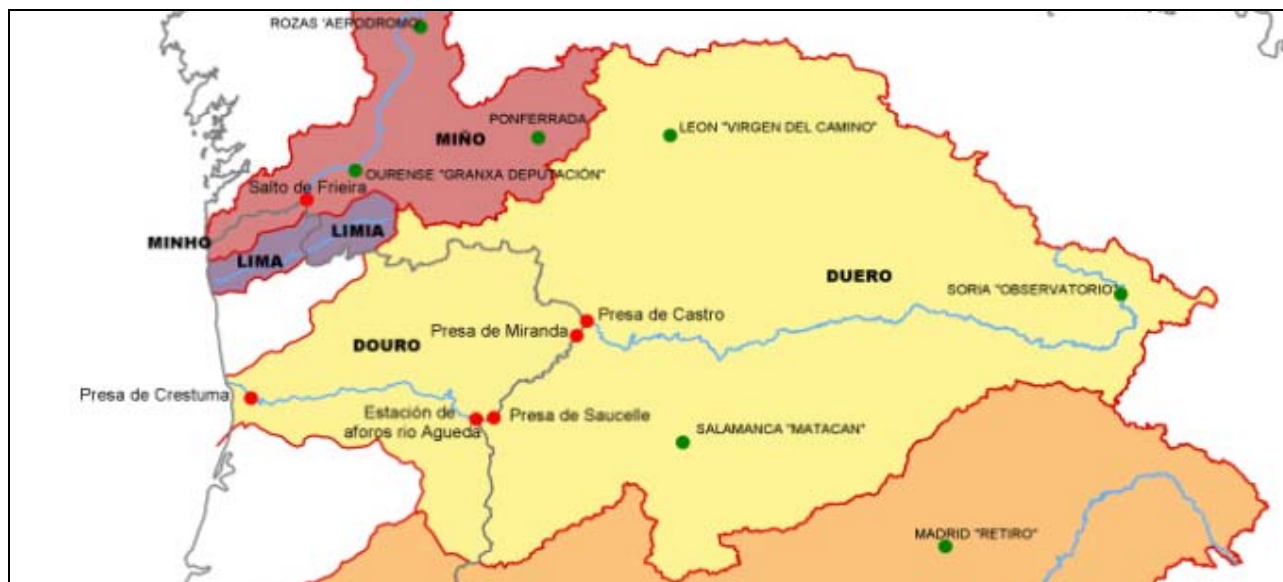 ROZAS 'AERODROMO'
PONFERRADA
LEON "VIRGEN DEL CAMINO"
MIÑO
OURENSE "GRANXA DEPUTACIÓN"
Salto de Frieira
LIMIA
MINHO
LIMA
DUERO
SORIA "OBSERVATORIO"
Presa de Castro
Presa de Miranda
DOURO
Presa de Crestuma
Estación de
aforos rio Agueda
Presa de Saucelle
SALAMANCA "MATACAN"
MADRID "RETIRO"